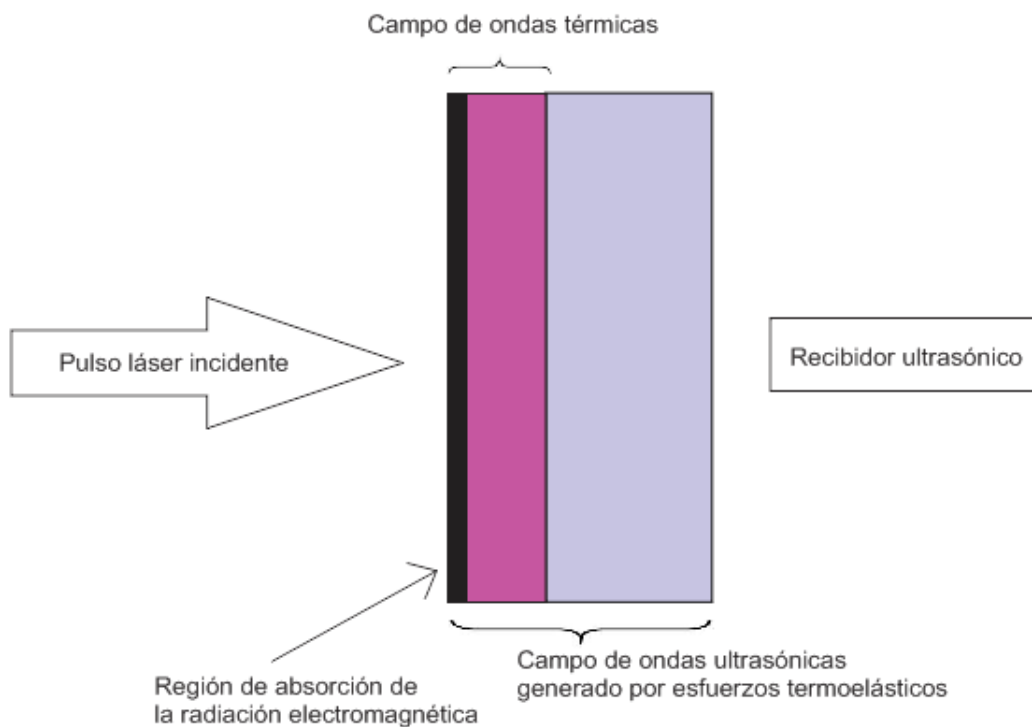 Campo de ondas térmicas
Pulso láser incidente
Recibidor ultrasónico
Región de absorción de
la radiación electromagnética
Campo de ondas ultrasónicas
generado por esfuerzos termoelásticos